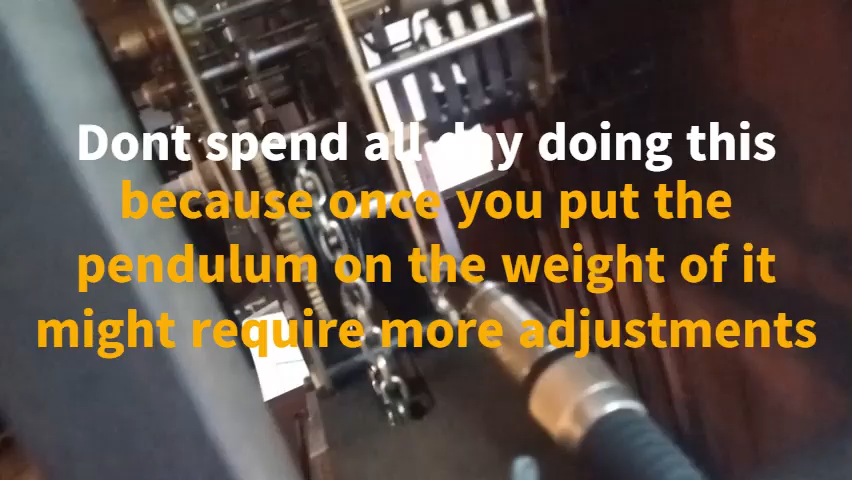 Dont spend all day doing this
because once you put the
pendulum on the weight of it
might require more adjustments